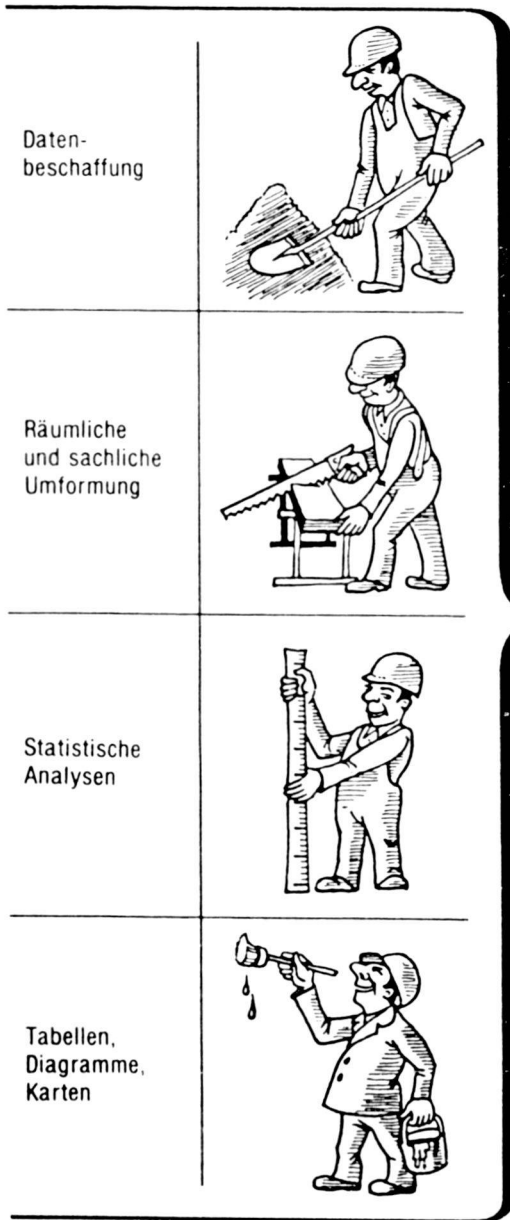 Daten-
beschaffung
Räumliche
und sachliche
Umformung
Statistische
Analysen
Tabellen,
Diagramme,
Karten